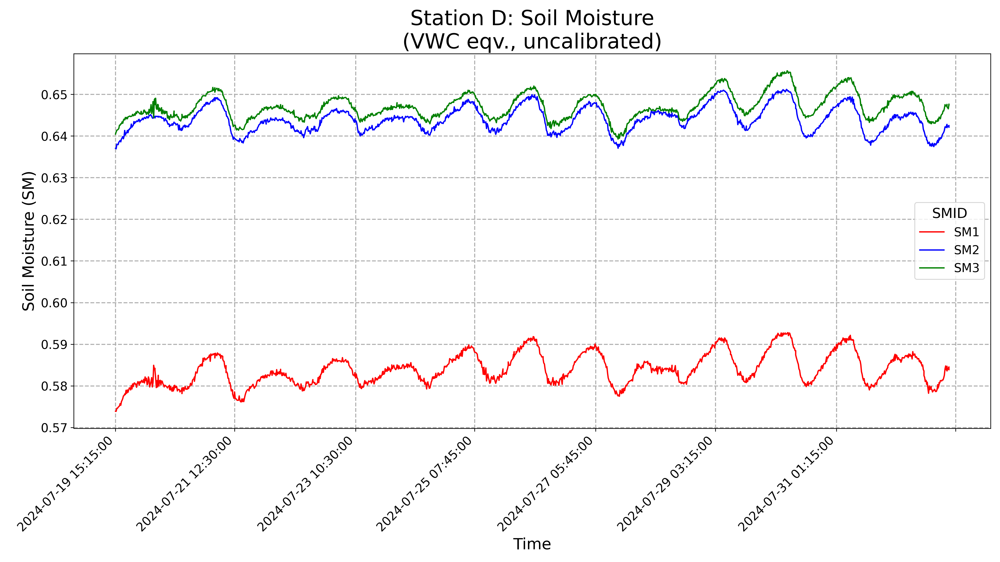 Station D: Soil Moisture
(VWC eqv., uncalibrated)
Soil Moisture (SM)
0.65
0.64
0.63
0.62
0.61
0.60
0.59
0.58
0.57
SMID
SM1
SM2
SM3
2024-07-19 15:15:00
2024-07-21 12:30:00
2024-07-23 10:30:00
2024-07-25 07:45:00
2024-07-27 05:45:00
2024-07-29 03:15:00
2024-07-31 01:15:00
Time